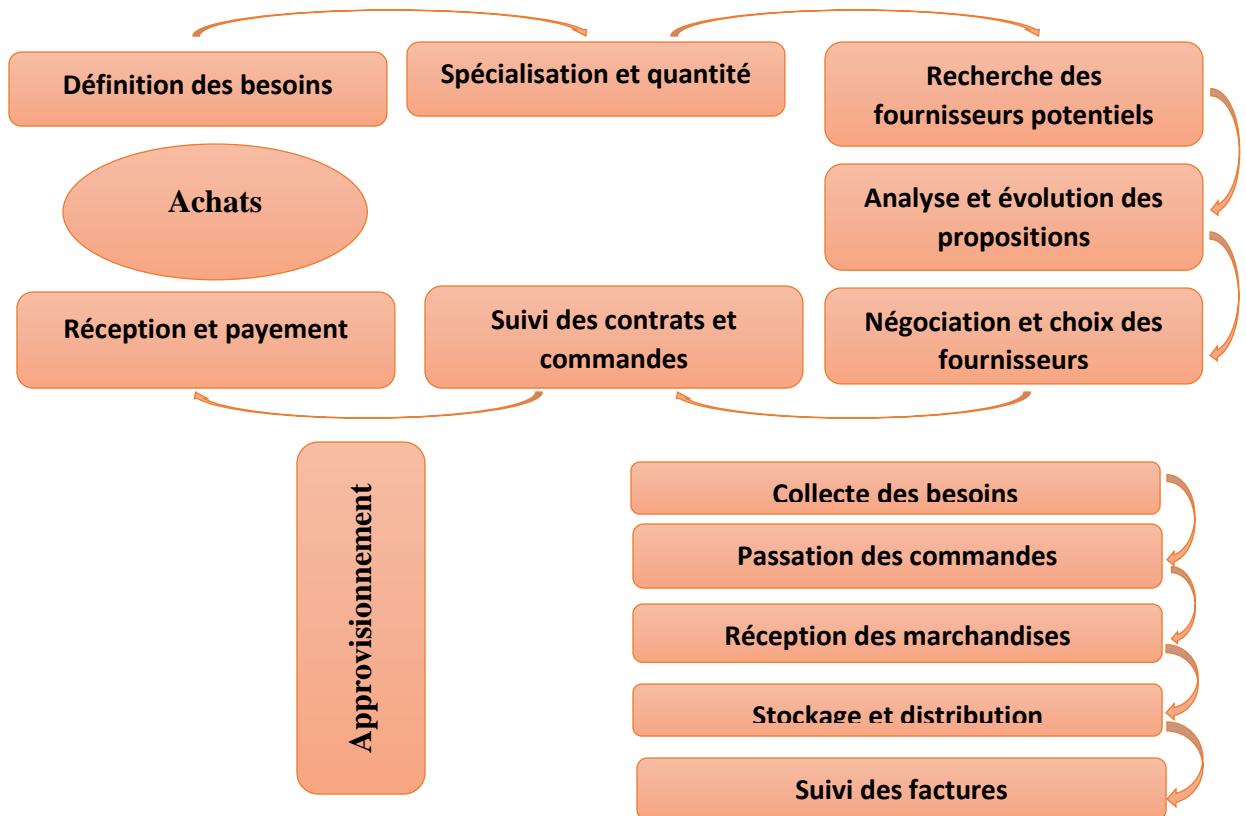 Définition des besoins
Spécialisation et quantité
Recherche des
fournisseurs potentiels
Achats
Analyse et évolution des
propositions
Réception et payement
Suivi des contrats et
commandes
Négociation et choix des
fournisseurs
Approvisionnement
Collecte des besoins
Passation des commandes
Réception des marchandises
Stockage et distribution
Suivi des factures